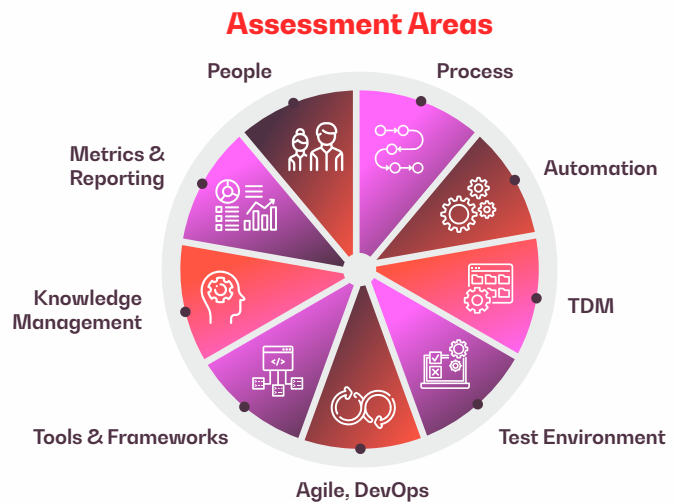 Assessment Areas
People
Process
Metrics &
Reporting
Automation
Knowledge
Management
TDM
Tools & Frameworks
Test Environment
Agile, DevOps